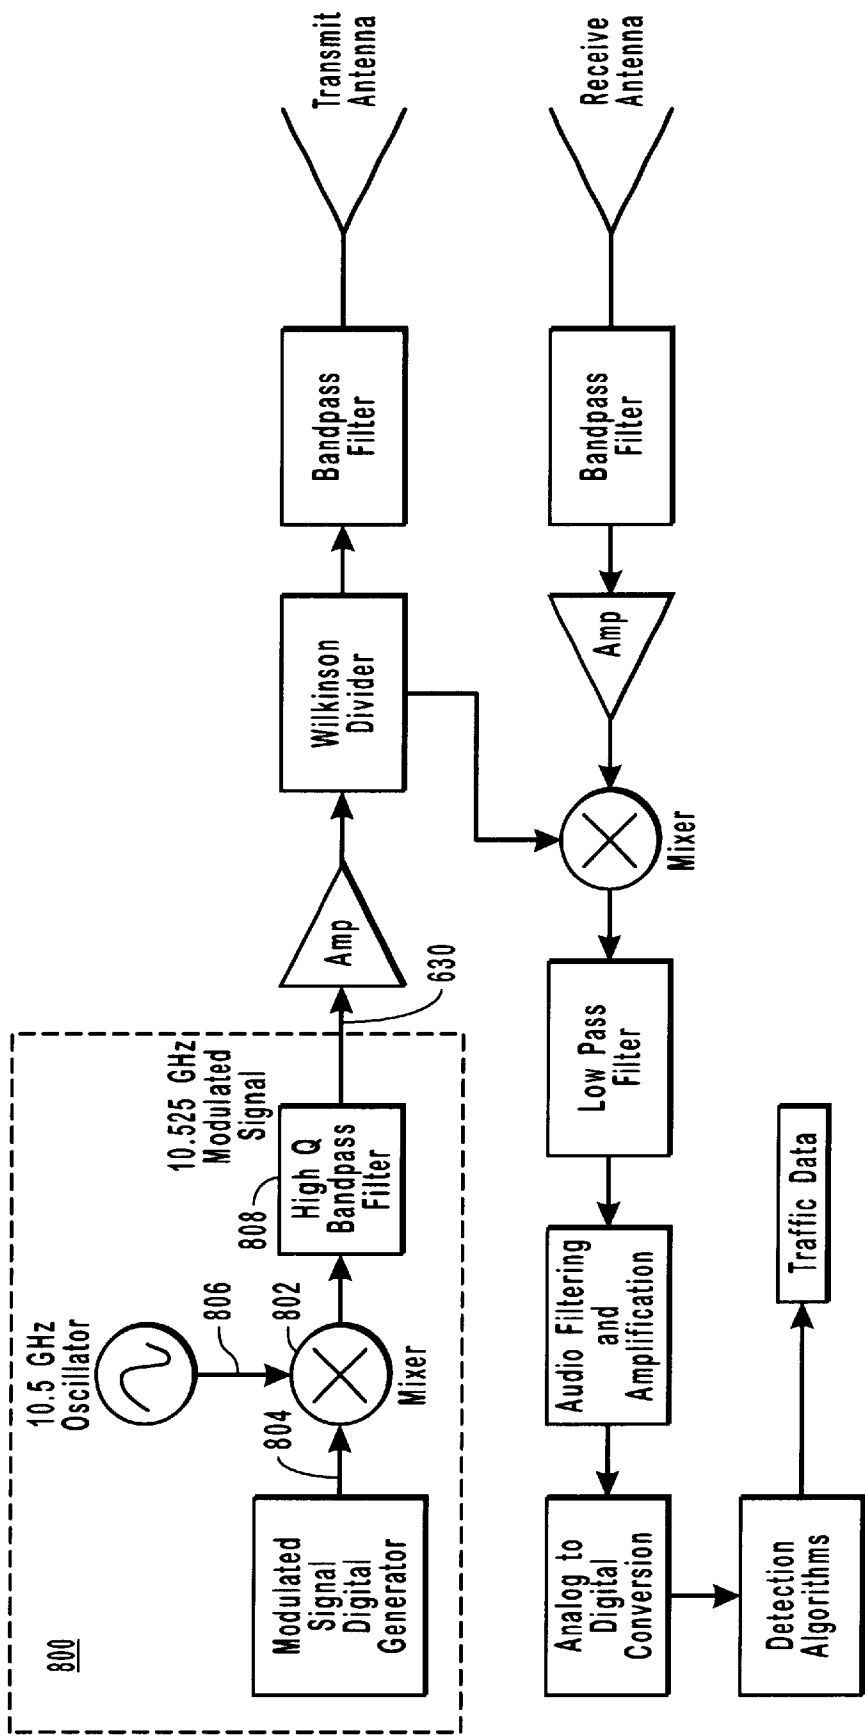 800
10.5 GHz
Oscillator
806
802
804
Mixer
Modulated
Signal
Digital
Generator
808
High Q
Bandpass
Filter
10.525 GHz
Modulated
Signal
630
Amp
Wilkinson
Divider
Bandpass
Filter
Transmit
Antenna
Receive
Antenna
Bandpass
Filter
Amp
Mixer
Low Pass
Filter
Audio Filtering
and
Amplification
Analog to
Digital
Conversion
Detection
Algorithms
Traffic Data